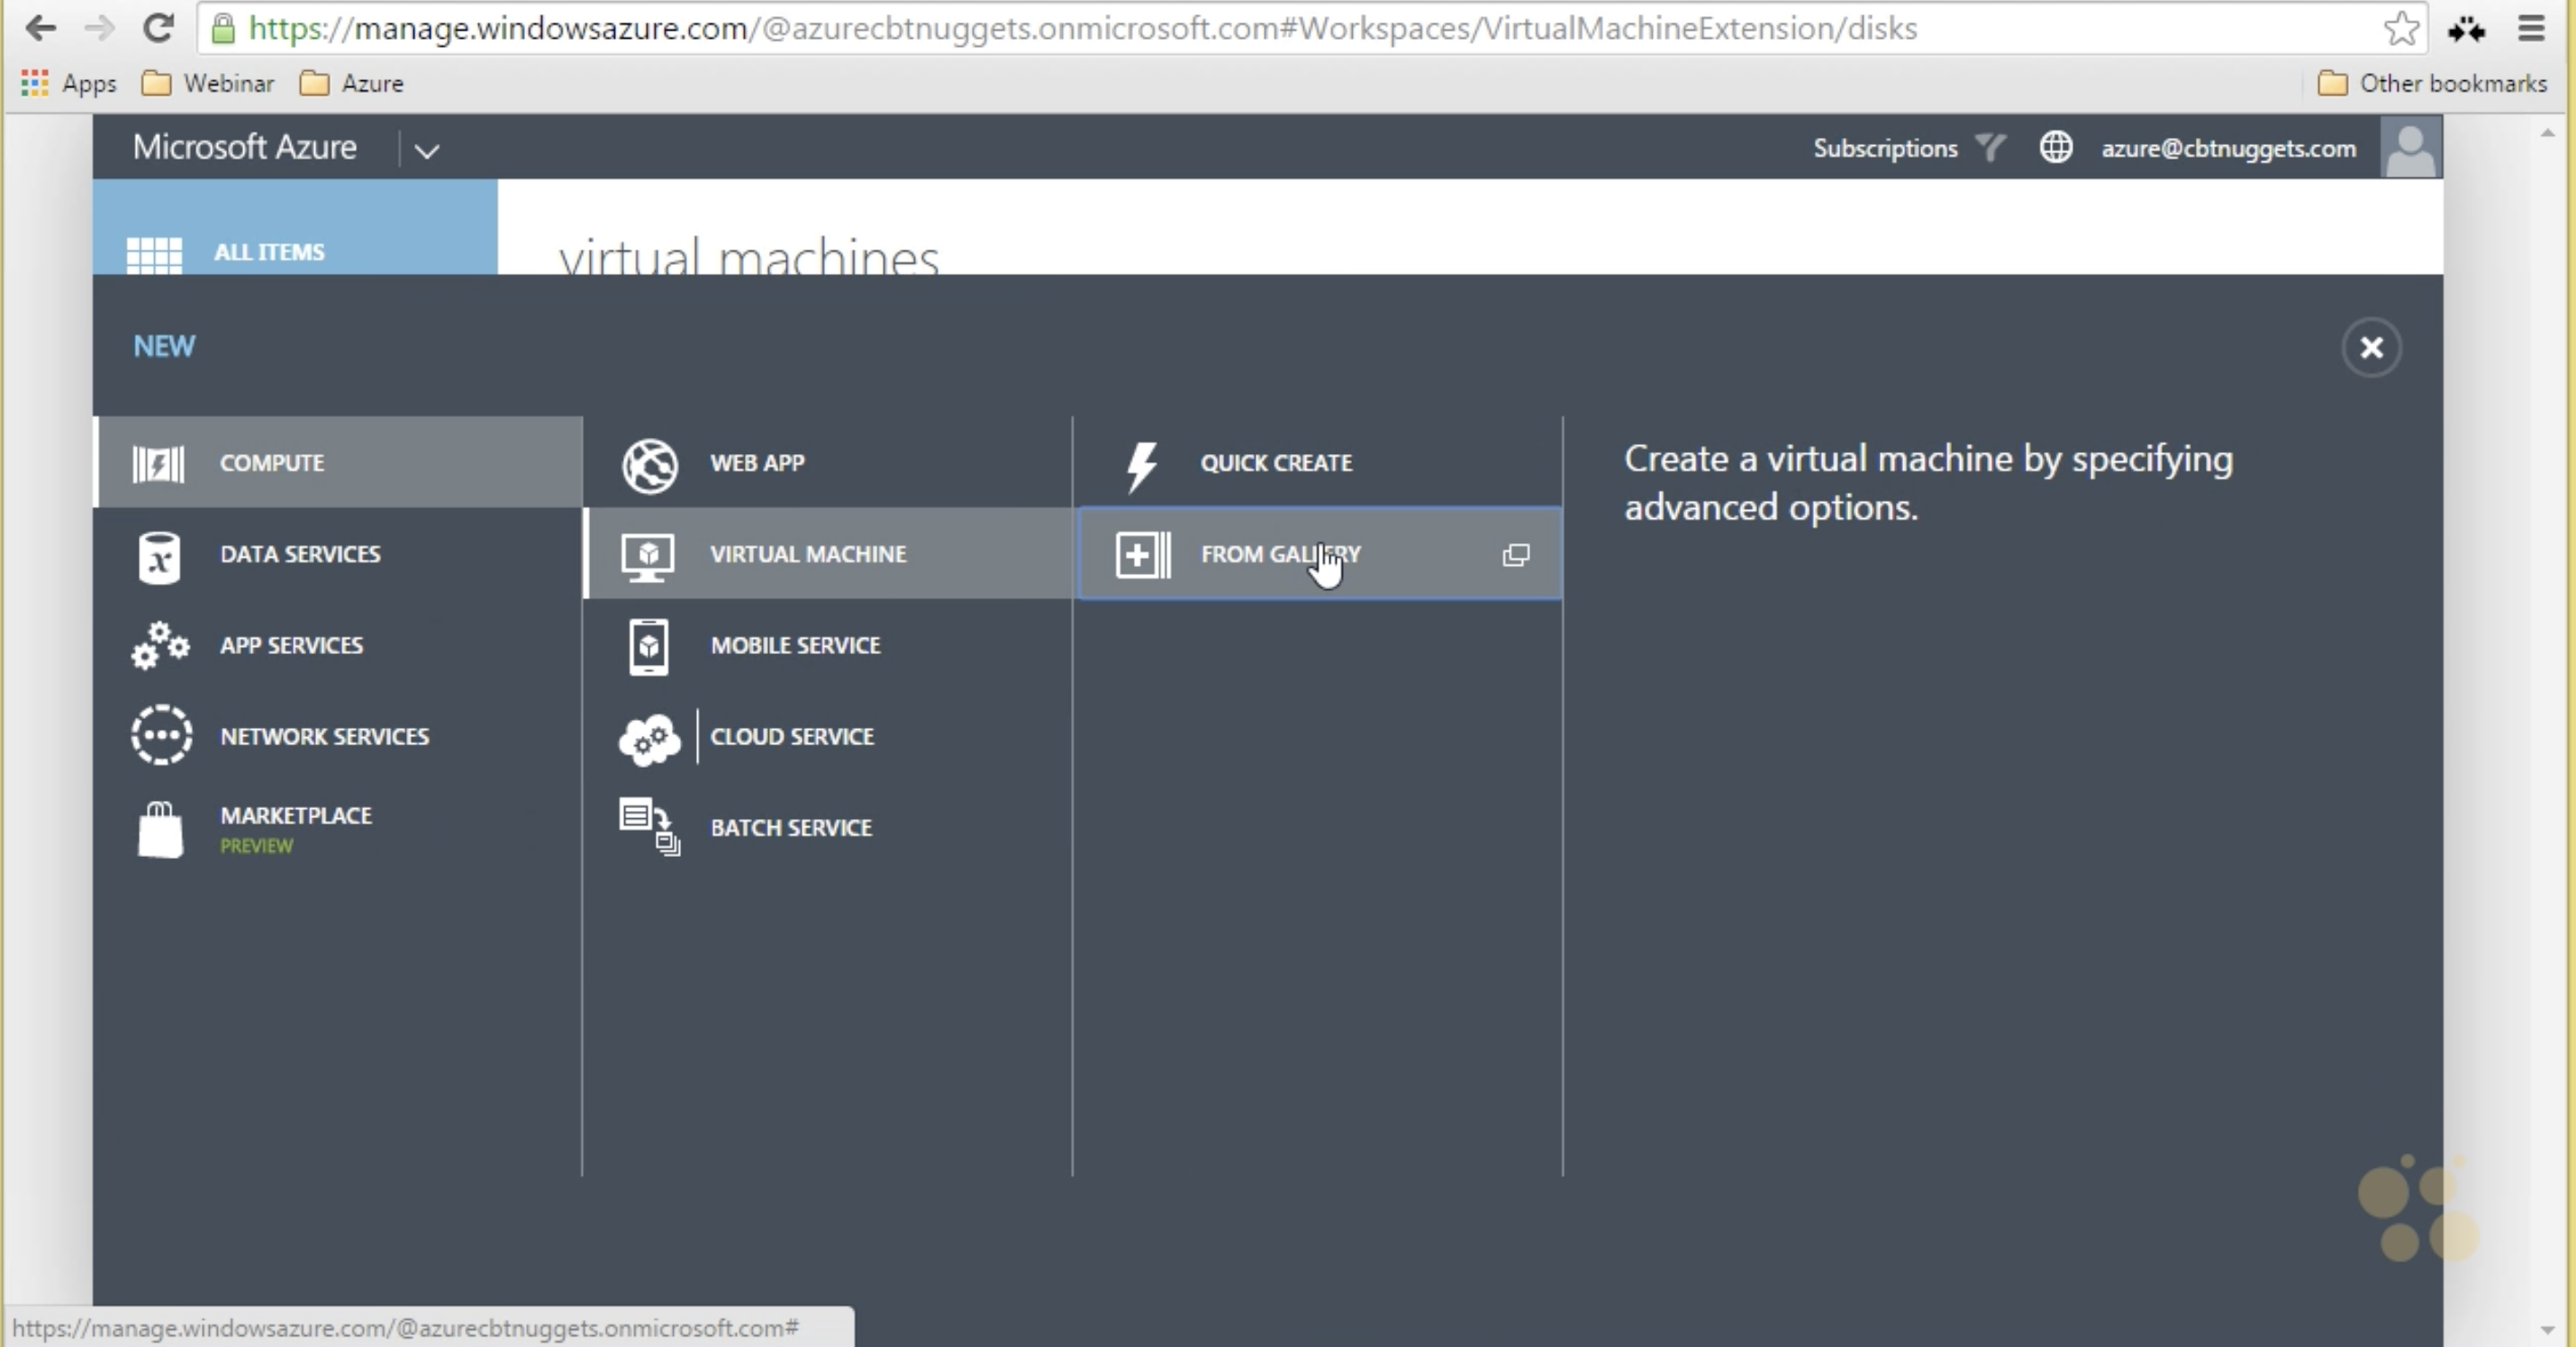 https://manage.windowsazure.com/@azurecbtnuggets.onmicrosoft.com#Workspaces/VirtualMachineExtension/disks
Apps Webinar Azure Other bookmarks
Microsoft Azure Subscriptions azure@cbtnuggets.com
ALL ITEMS
virtual machines
NEW
COMPUTE
DATA SERVICES
APP SERVICES
NETWORK SERVICES
MARKETPLACE
PREVIEW
WEB APP
VIRTUAL MACHINE
MOBILE SERVICE
CLOUD SERVICE
BATCH SERVICE
QUICK CREATE
FROM GALLERY
Create a virtual machine by specifying
advanced options.
https://manage.windowsazure.com/@azurecbtnuggets.onmicrosoft.com#